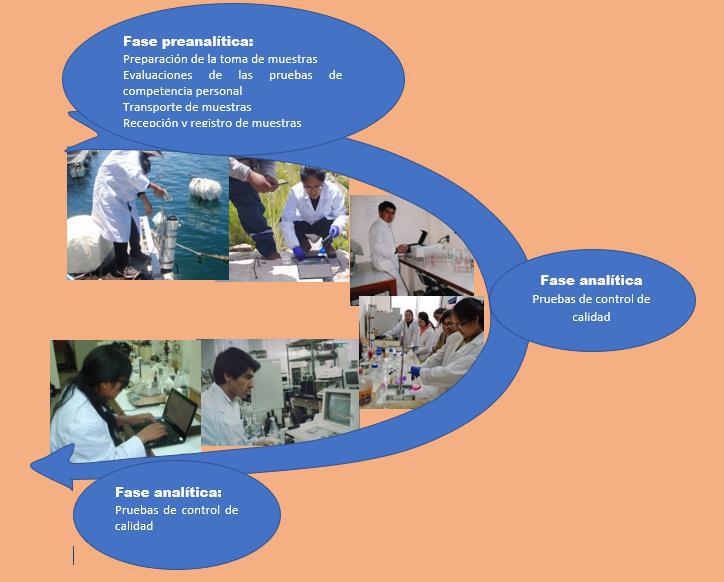 Fase preanalítica:
Preparación de la toma de muestras
Evaluaciones de las pruebas de
competencia personal
Transporte de muestras
Recepción y registro de muestras
Fase analítica
Pruebas de control de
calidad
Fase analítica:
Pruebas de control de
calidad